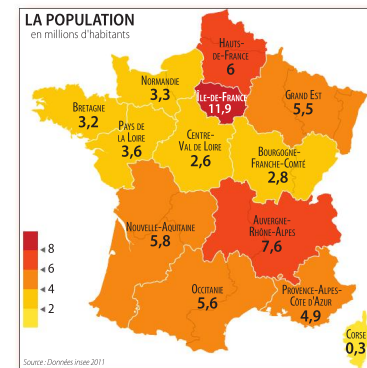 LA POPULATION
en millions d'habitants
HAUTS-
DE-FRANCE
6
NORMANDIE
3,3
ÎLE-DE-FRANCE
11,9
GRAND EST
5,5
BRETAGNE
3,2
PAYS DE
LA LOIRE
3,6
CENTRE-
VAL DE LOIRE
2,6
BOURGOGNE-
FRANCHE-COMTÉ
2,8
NOUVELLE-AQUITAINE
5,8
AUVERGNE-
RHÔNE-ALPES
7,6
OCCITANIE
5,6
PROVENCE-ALPES-
CÔTE D'AZUR
4,9
CORSE
0,3
8
6
4
2
Source : Données insee 2011